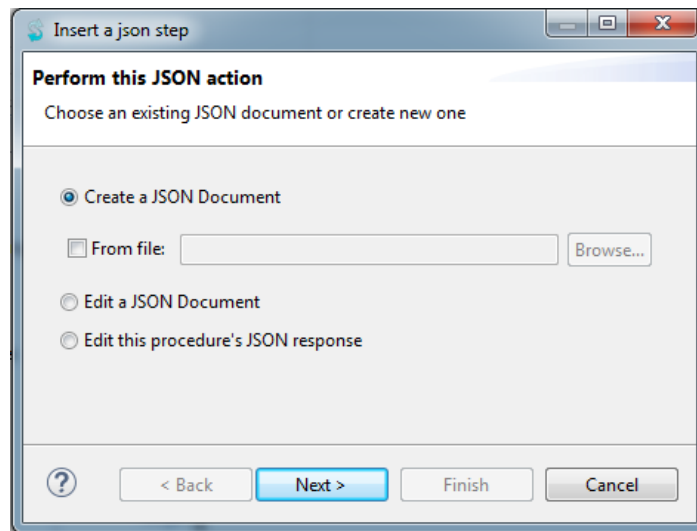 Insert a json step
Perform this JSON action
Choose an existing JSON document or create new one
Create a JSON Document
From file:
Browse...
Edit a JSON Document
Edit this procedure's JSON response
?
< Back
Next >
Finish
Cancel